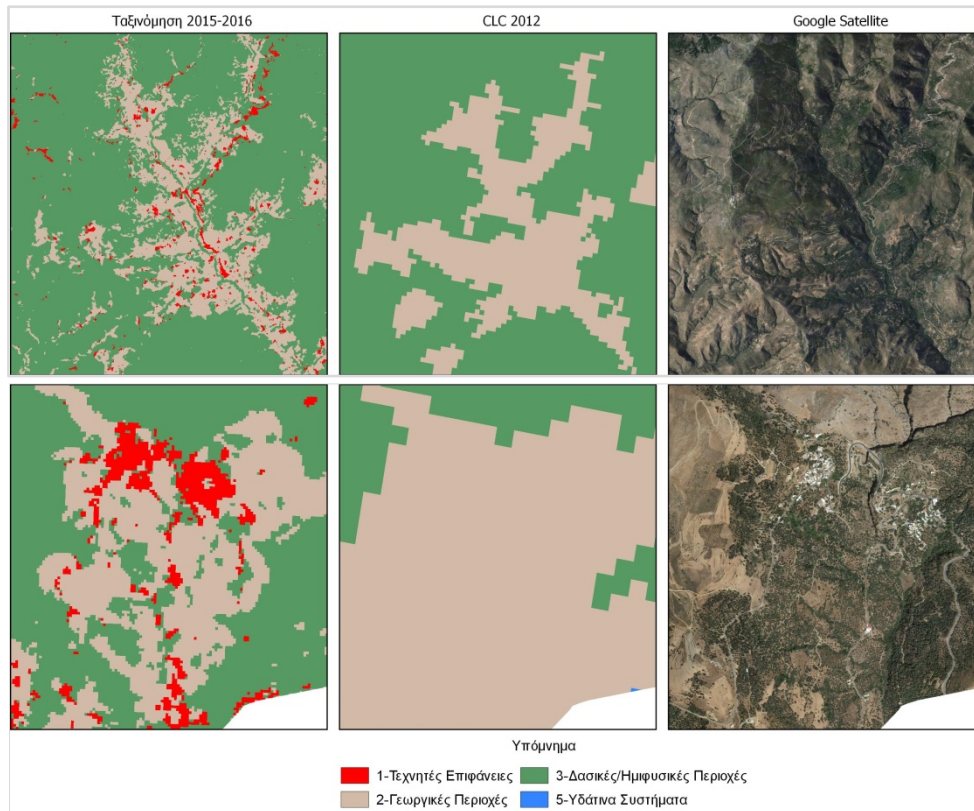 Ταξινόμηση 2015-2016
CLC 2012
Google Satellite
Υπόμνημα
1-Τεχνητές Επιφάνειες
3-Δασικές/Ημιφυσικές Περιοχές
2-Γεωργικές Περιοχές
5-Υδάτινα Συστήματα